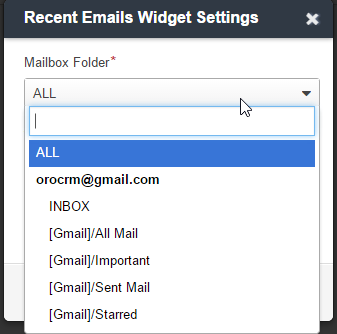 Recent Emails Widget Settings
Mailbox Folder*
ALL
ALL
orocrm@gmail.com
INBOX
[Gmail]/All Mail
[Gmail]/Important
[Gmail]/Sent Mail
[Gmail]/Starred